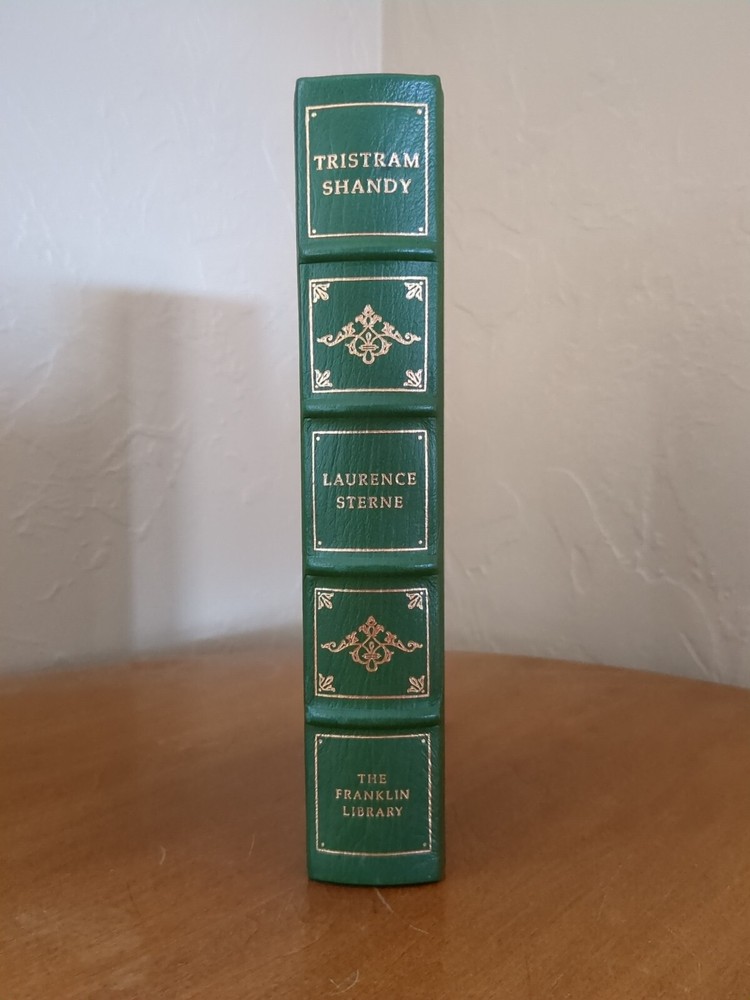 TRISTRAM
SHANDY
LAURENCE
STERNE
THE
FRANKLIN
LIBRARY